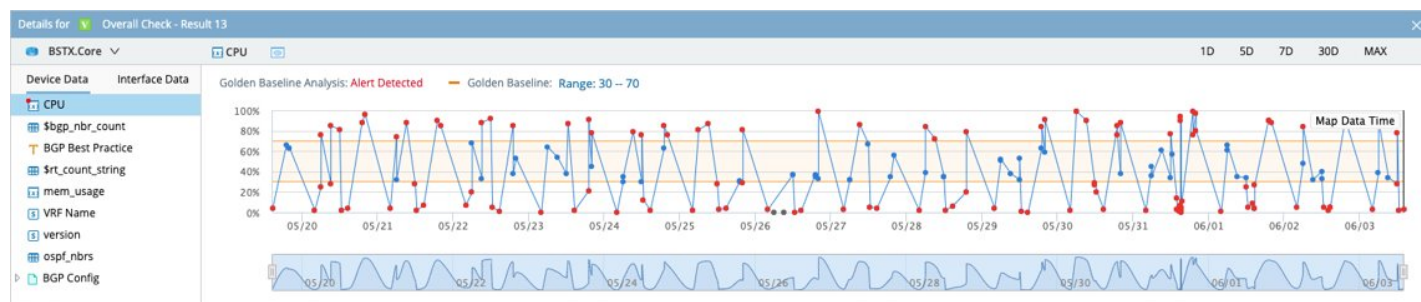 Details for V Overall Check - Result 13
BSTX.Core
CPU
1D 5D 7D 30D MAX
Device Data Interface Data
CPU
$bgp_nbr_count
BGP Best Practice
$rt_count_string
mem_usage
VRF Name
version
ospf_nbrs
BGP Config
Golden Baseline Analysis: Alert Detected Golden Baseline: Range: 30 -- 70
100%
80%
60%
40%
20%
0%
Map Data Time
05/20 05/21 05/22 05/23 05/24 05/25 05/26 05/27 05/28 05/29 05/30 05/31 06/01 06/02 06/03
05/20 05/22 05/24 05/26 05/28 05/30 06/01 06/03